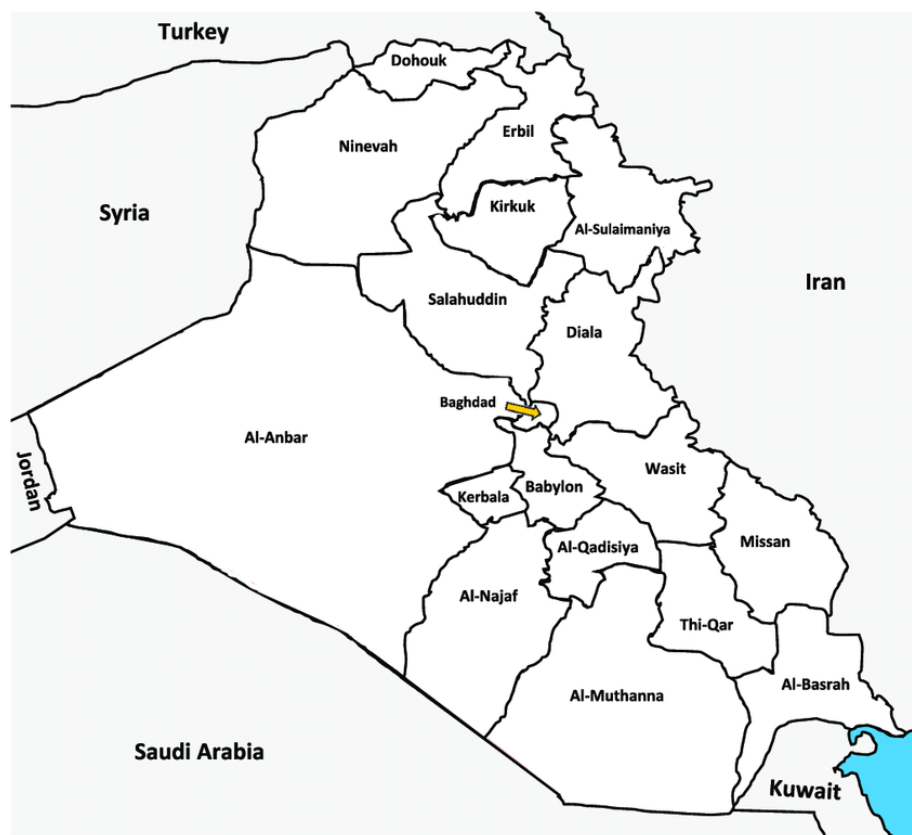 Turkey
Dohouk
Erbil
Ninevah
Kirkuk
Syria
Al-Sulaimaniya
Iran
Salahuddin
Diala
Baghdad
Al-Anbar
Jordan
Wasit
Kerbala
Babylon
Missan
Al-Qadisiya
Al-Najaf
Thi-Qar
Al-Basrah
Al-Muthanna
Saudi Arabia
Kuwait